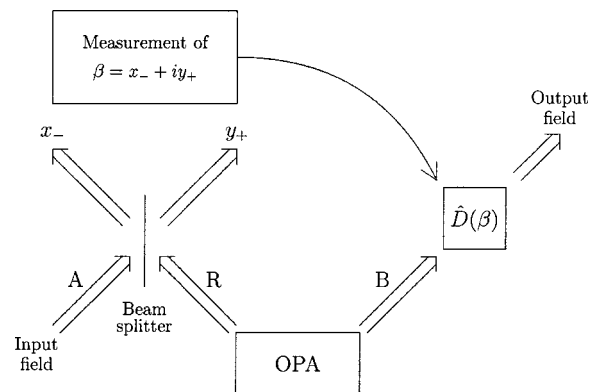 Measurement of
β = x₋ + iy₊
Output
field
x₋
y₊
D̂(β)
A
R
B
Beam
splitter
Input
field
OPA